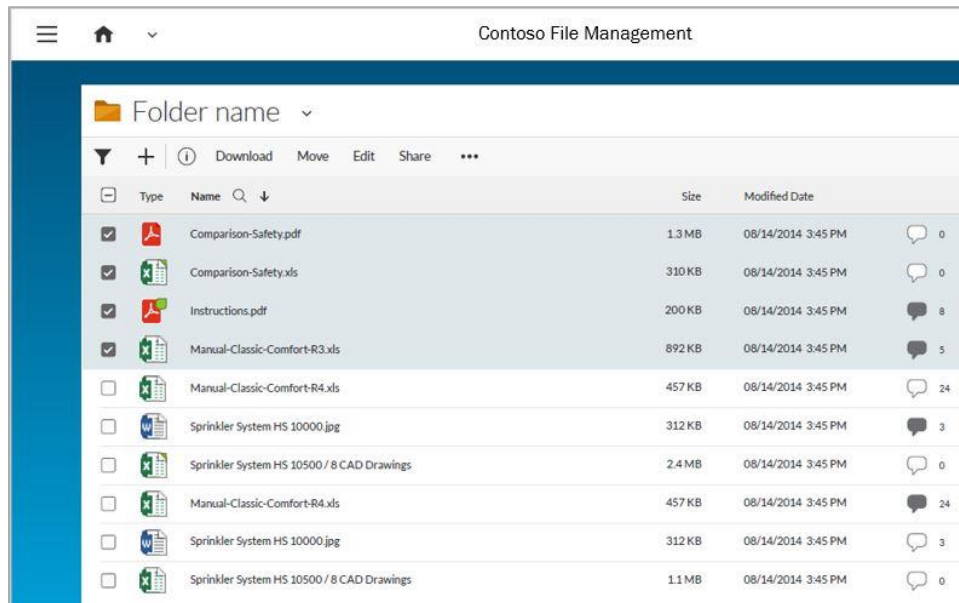 Contoso File Management
Folder name
Download Move Edit Share
Type Name Size Modified Date
Comparison-Safety.pdf 1.3 MB 08/14/2014 3:45 PM 0
Comparison-Safety.xls 310 KB 08/14/2014 3:45 PM 0
Instructions.pdf 200 KB 08/14/2014 3:45 PM 8
Manual-Classic-Comfort-R3.xls 892 KB 08/14/2014 3:45 PM 5
Manual-Classic-Comfort-R4.xls 457 KB 08/14/2014 3:45 PM 24
Sprinkler System HS 10000.jpg 312 KB 08/14/2014 3:45 PM 3
Sprinkler System HS 10500 / 8 CAD Drawings 2.4 MB 08/14/2014 3:45 PM 0
Manual-Classic-Comfort-R4.xls 457 KB 08/14/2014 3:45 PM 24
Sprinkler System HS 10000.jpg 312 KB 08/14/2014 3:45 PM 3
Sprinkler System HS 10500 / 8 CAD Drawings 1.1 MB 08/14/2014 3:45 PM 0